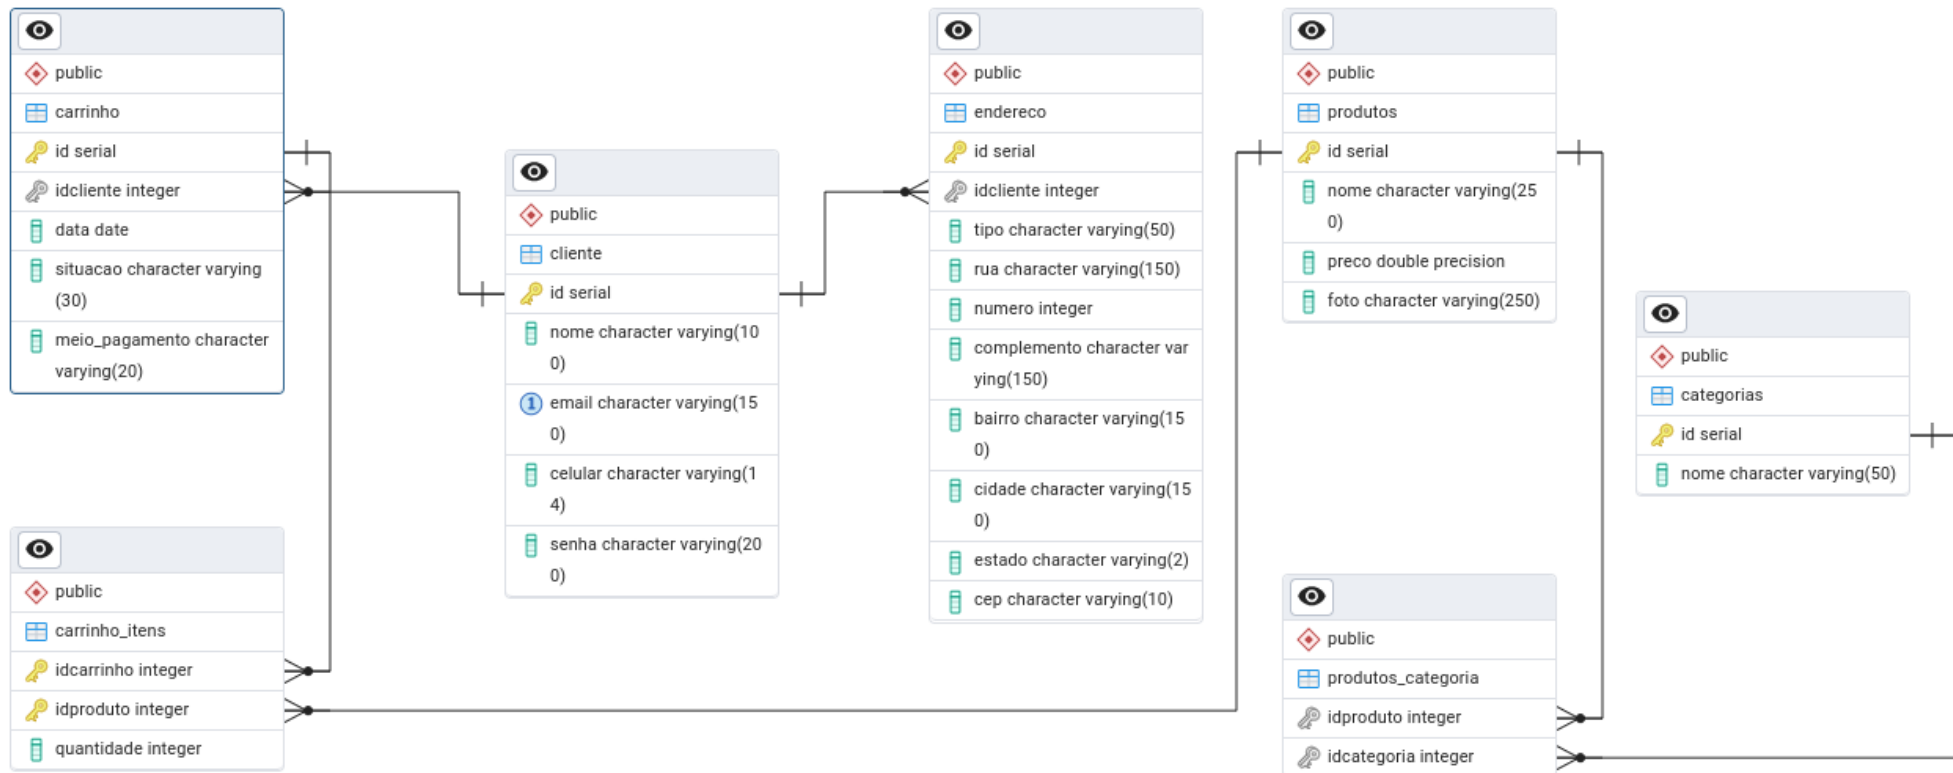 public
carrinho
id serial
idcliente integer
data date
situacao character varying
(30)
meio_pagamento character
varying(20)
public
cliente
id serial
nome character varying(10
0)
1
email character varying(15
0)
celular character varying(1
4)
senha character varying(20
0)
public
endereco
id serial
idcliente integer
tipo character varying(50)
rua character varying(150)
numero integer
complemento character var
ying(150)
bairro character varying(15
0)
cidade character varying(15
0)
estado character varying(2)
cep character varying(10)
public
produtos
id serial
nome character varying(25
0)
preco double precision
foto character varying(250)
public
categorias
id serial
nome character varying(50)
public
carrinho_itens
idcarrinho integer
idproduto integer
quantidade integer
public
produtos_categoria
idproduto integer
idcategoria integer